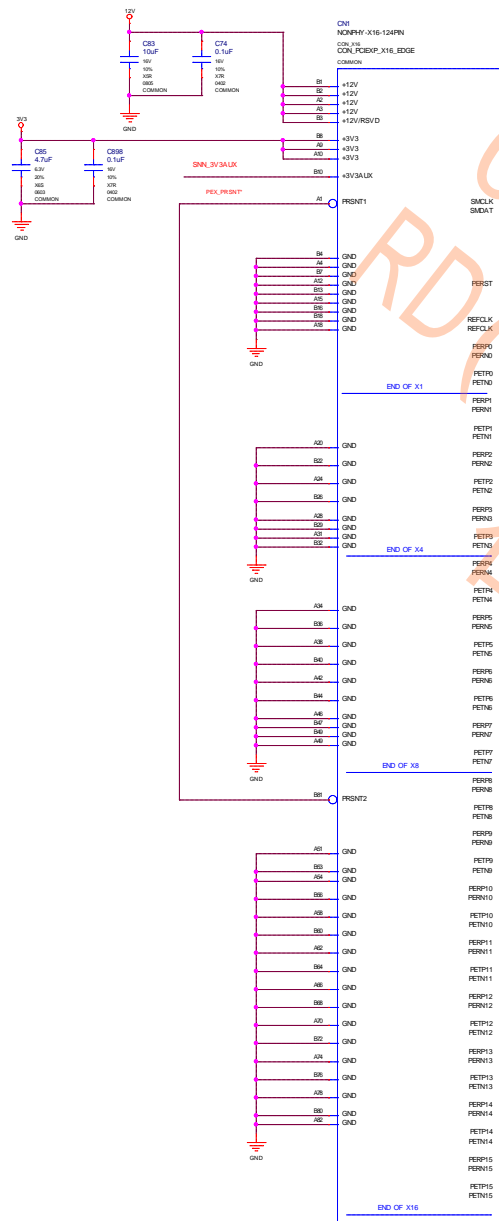 12V
C83
10uF
16V
10%
X5R
0805
COMMON
C74
0.1uF
16V
10%
X7R
0402
COMMON
GND
CN1
NONPHY-X16-124PIN
CON_X16
CON_PCIEXP_X16_EDGE
COMMON
B1 +12V
B2 +12V
A2 +12V
A3 +12V
B3 +12V/RSVD
3V3
B8 +3V3
A9 +3V3
A10 +3V3
C85
4.7uF
6.3V
20%
X6S
0603
COMMON
C898
0.1uF
16V
10%
X7R
0402
COMMON
GND
SNN_3V3AUX
B10 +3V3AUX
PEX_PRSNT*
A1 PRSNT1
SMCLK
SMDAT
B4 GND
A4 GND
B7 GND
A12 GND
B13 GND
A15 GND
B16 GND
B18 GND
A18 GND
GND
PERST
REFCLK
REFCLK
PERP0
PERN0
PETP0
PETN0
END OF X1
PERP1
PERN1
PETP1
PETN1
A20 GND
B22 GND
A24 GND
B26 GND
A28 GND
B29 GND
A31 GND
B32 GND
GND
PERP2
PERN2
PETP2
PETN2
PERP3
PERN3
PETP3
PETN3
END OF X4
PERP4
PERN4
PETP4
PETN4
A34 GND
B36 GND
A38 GND
B40 GND
A42 GND
B44 GND
A46 GND
B47 GND
B49 GND
A49 GND
GND
PERP5
PERN5
PETP5
PETN5
PERP6
PERN6
PETP6
PETN6
PERP7
PERN7
PETP7
PETN7
END OF X8
PERP8
PERN8
B81 PRSNT2
PETP8
PETN8
PERP9
PERN9
PETP9
PETN9
A51 GND
B53 GND
A54 GND
B56 GND
A58 GND
B60 GND
A62 GND
B64 GND
A66 GND
B68 GND
A70 GND
B72 GND
A74 GND
B76 GND
A78 GND
B80 GND
A82 GND
GND
PERP10
PERN10
PETP10
PETN10
PERP11
PERN11
PETP11
PETN11
PERP12
PERN12
PETP12
PETN12
PERP13
PERN13
PETP13
PETN13
PERP14
PERN14
PETP14
PETN14
PERP15
PERN15
PETP15
PETN15
END OF X16